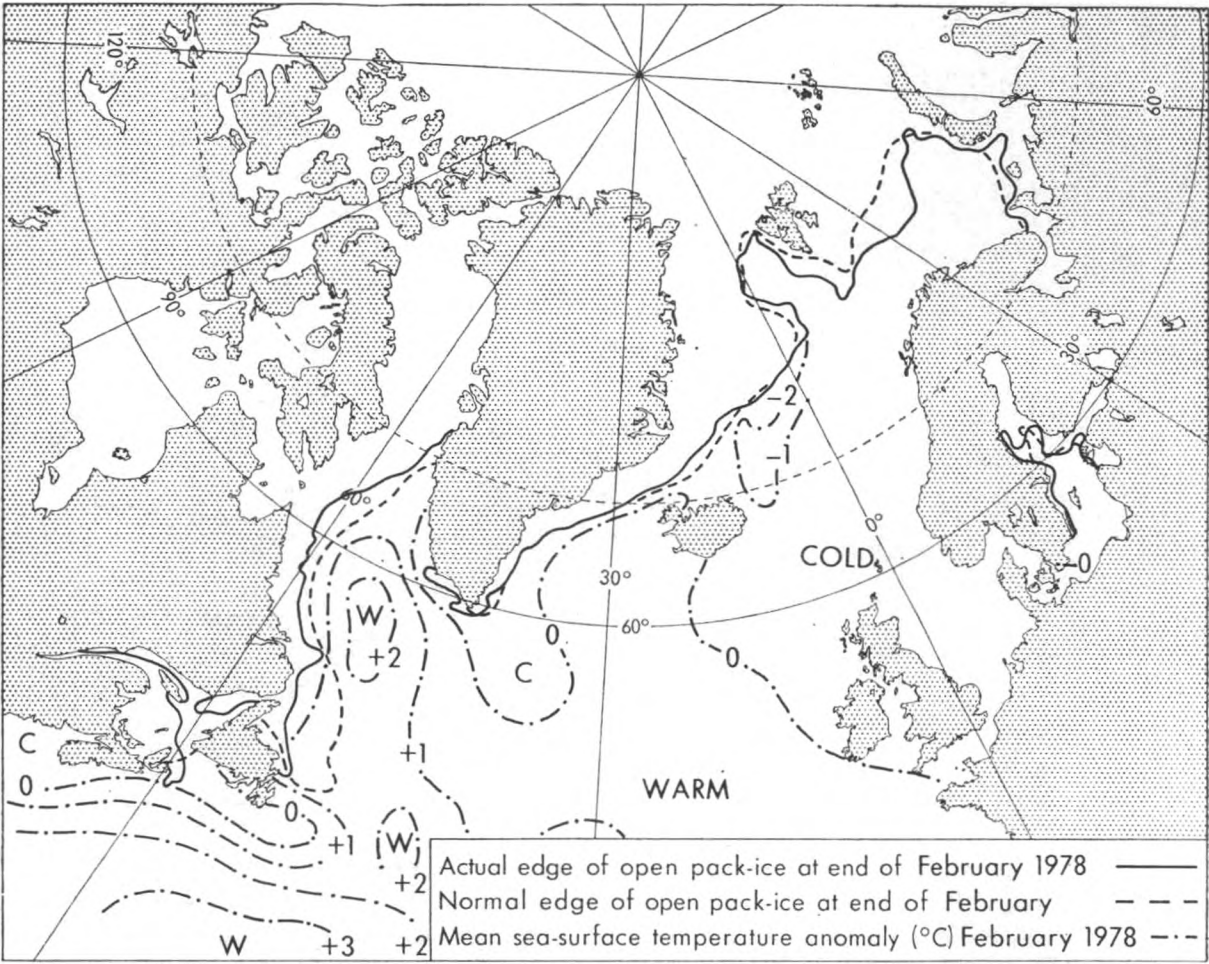 120°
60°
90°
30°
-2
-1
60°
0°
COLD
-0
30°
W
+2
60°
0
0
C
C
+1
0
WARM
0
+1
W
+2
Actual edge of open pack-ice at end of February 1978
Normal edge of open pack-ice at end of February
Mean sea-surface temperature anomaly (°C) February 1978
W
+3
+2